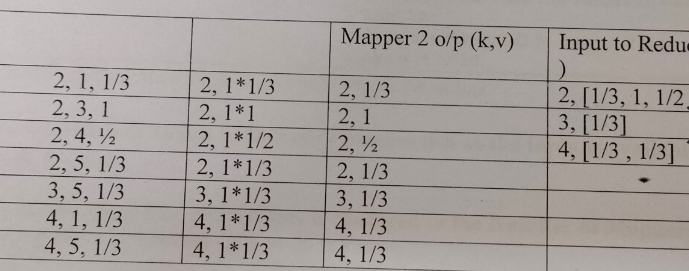 Mapper 2 o/p (k,v) Input to Redu
)
2, 1, 1/3 2, 1*1/3 2, 1/3 2, [1/3, 1, 1/2,
2, 3, 1 2, 1*1 2, 1 3, [1/3]
2, 4, ½ 2, 1*1/2 2, ½ 4, [1/3 , 1/3]
2, 5, 1/3 2, 1*1/3 2, 1/3
3, 5, 1/3 3, 1*1/3 3, 1/3
4, 1, 1/3 4, 1*1/3 4, 1/3
4, 5, 1/3 4, 1*1/3 4, 1/3